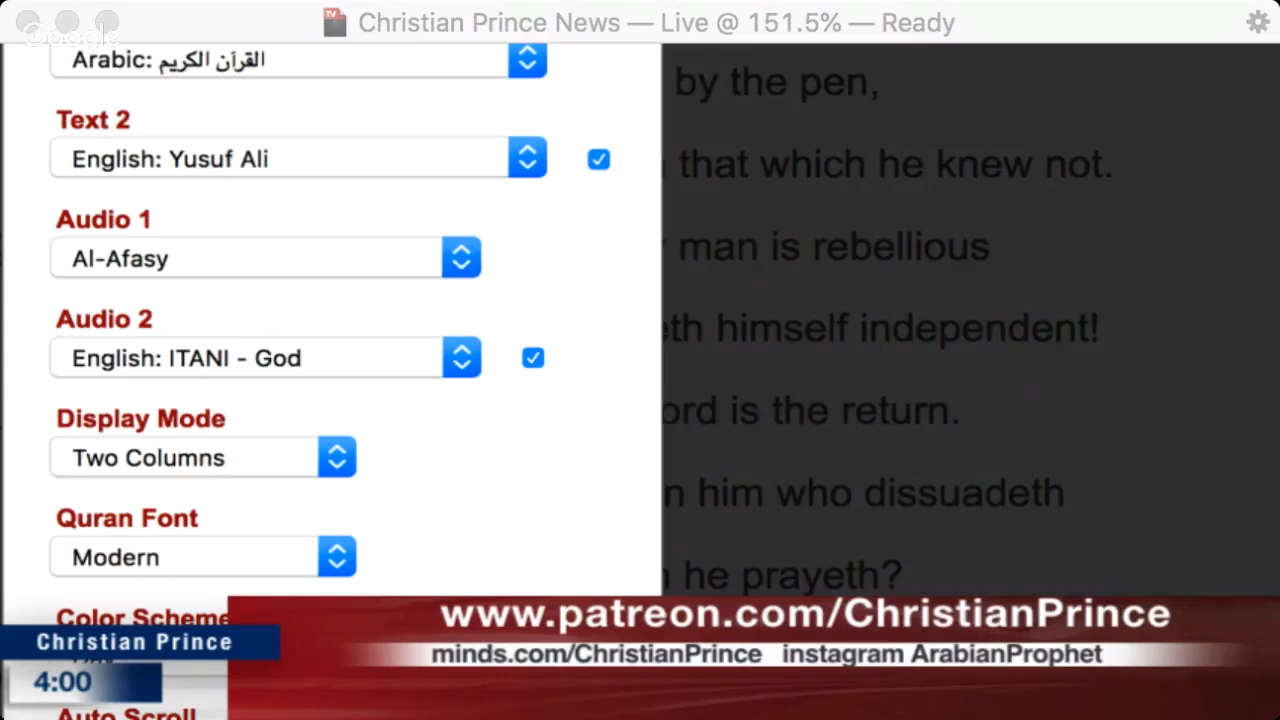 Christian Prince News — Live @ 151.5% — Ready
Google
Arabic: القرآن الكريم
by the pen,
Text 2
English: Yusuf Ali
that which he knew not.
Audio 1
Al-Afasy
man is rebellious
Audio 2
English: ITANI - God
himself independent!
Display Mode
Two Columns
is the return.
Quran Font
Modern
him who dissuadeth
he prayeth?
Color Scheme
www.patreon.com/ChristianPrince
Christian Prince
minds.com/ChristianPrince instagram ArabianProphet
4:00
Auto Scroll